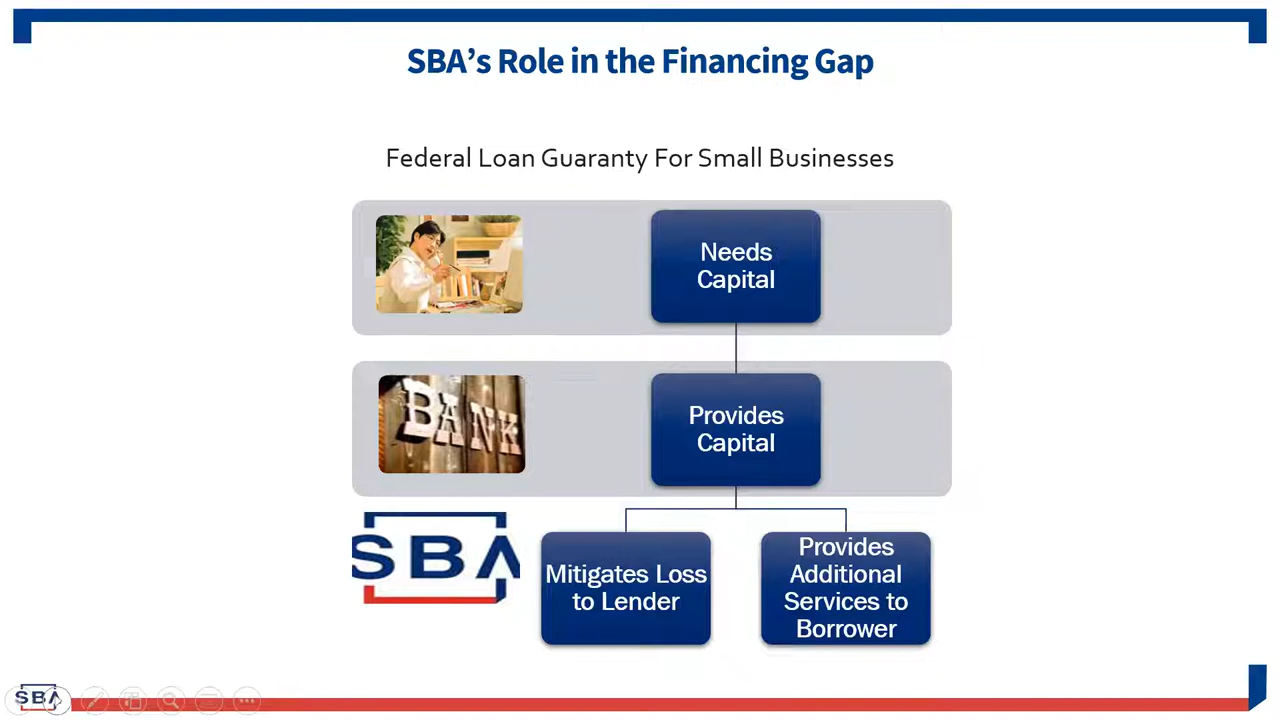 SBA's Role in the Financing Gap
Federal Loan Guaranty For Small Businesses
Needs
Capital
BANK
Provides
Capital
SBA
Mitigates Loss
to Lender
Provides
Additional
Services to
Borrower
SBA